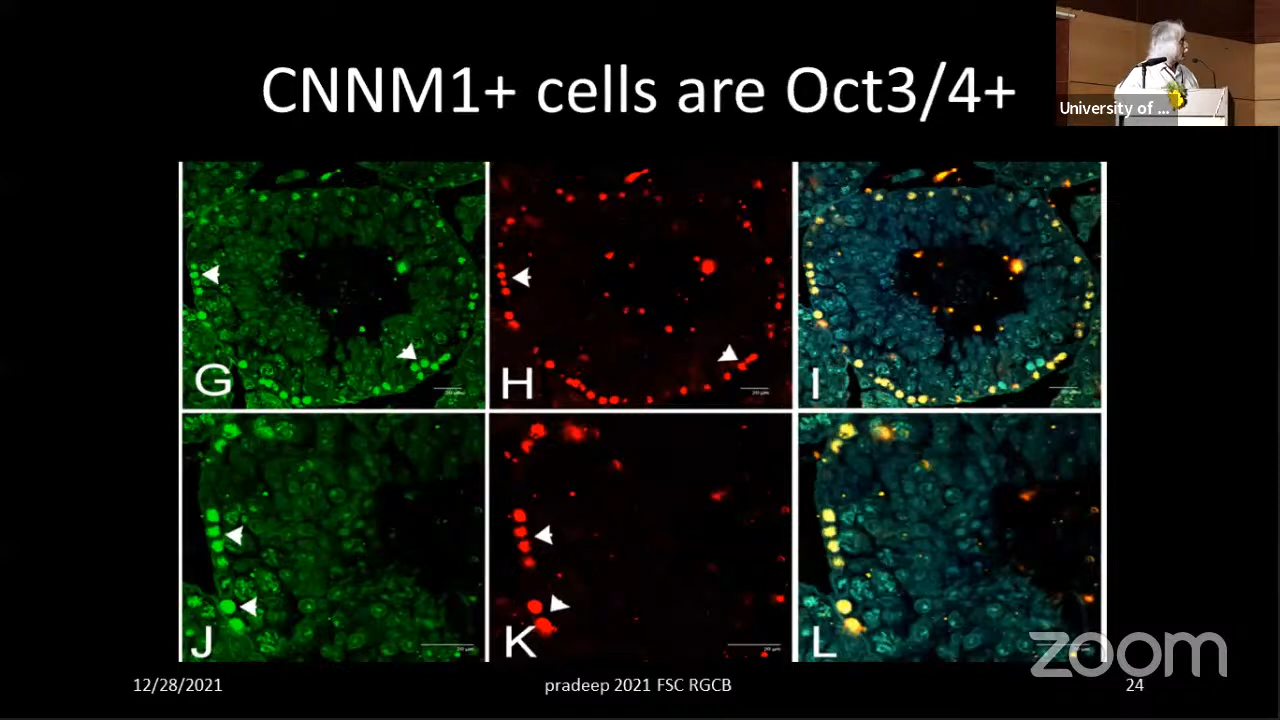 CNNM1+ cells are Oct3/4+
University of ...
G
H
I
J
K
L
zoom
12/28/2021
pradeep 2021 FSC RGCB
24